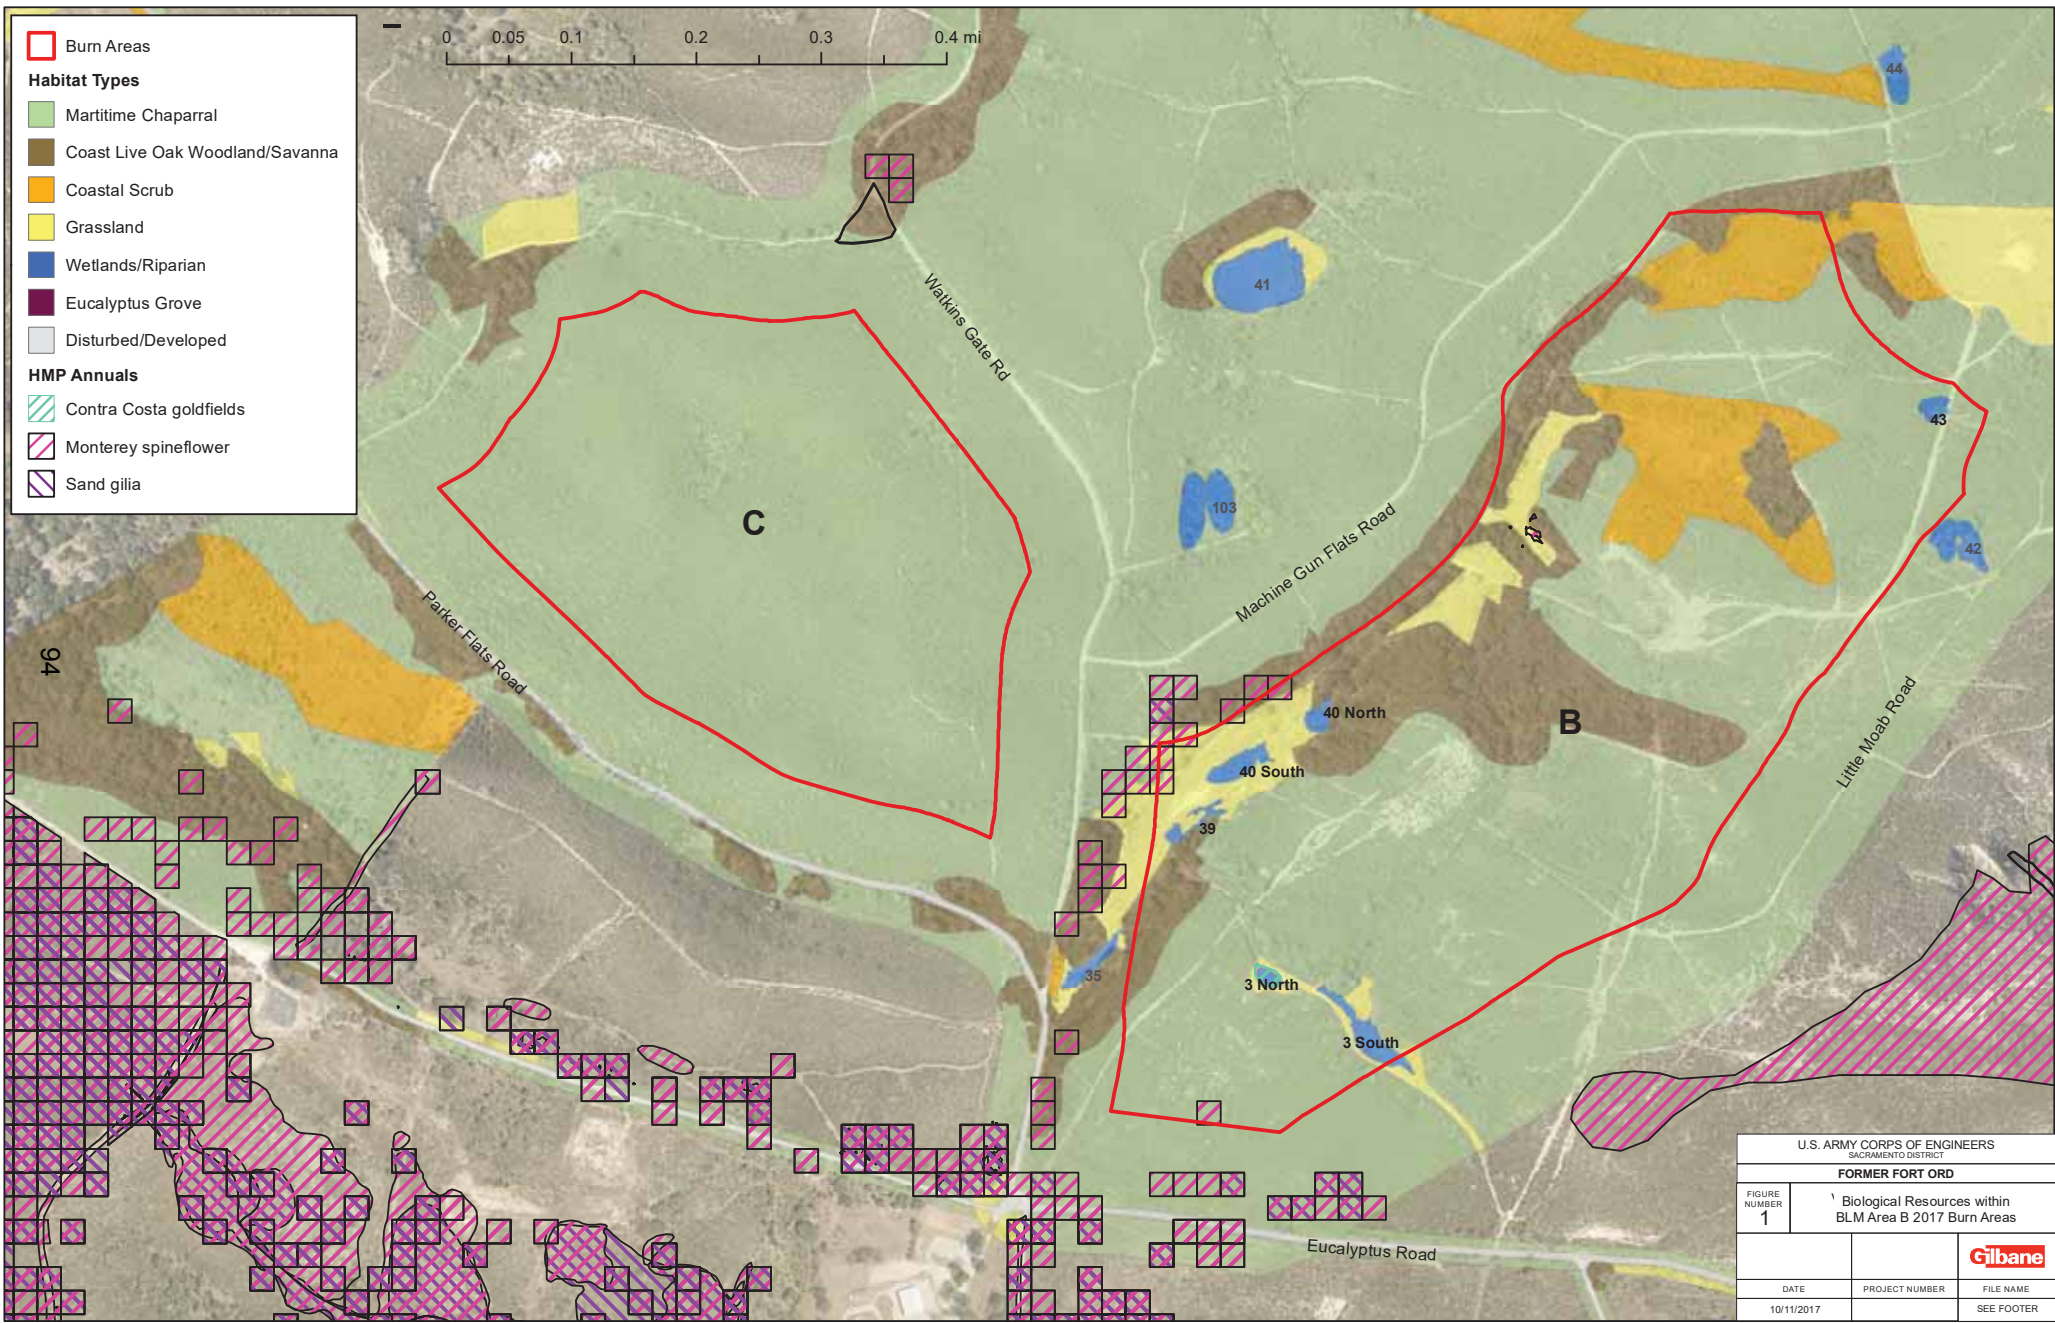 0 0.05 0.1 0.2 0.3 0.4 mi
Burn Areas
Habitat Types
Martitime Chaparral
Coast Live Oak Woodland/Savanna
Coastal Scrub
Grassland
Wetlands/Riparian
Eucalyptus Grove
Disturbed/Developed
HMP Annuals
Contra Costa goldfields
Monterey spineflower
Sand gilia
44
41
Watkins Gate Rd
43
103
C
Machine Gun Flats Road
42
Parker Flats Road
94
40 North
B
Little Moab Road
40 South
39
35
3 North
3 South
Eucalyptus Road
U.S. ARMY CORPS OF ENGINEERS
SACRAMENTO DISTRICT
FORMER FORT ORD
FIGURE
NUMBER
1
Biological Resources within
BLM Area B 2017 Burn Areas
Gilbane
DATE PROJECT NUMBER FILE NAME
10/11/2017 SEE FOOTER